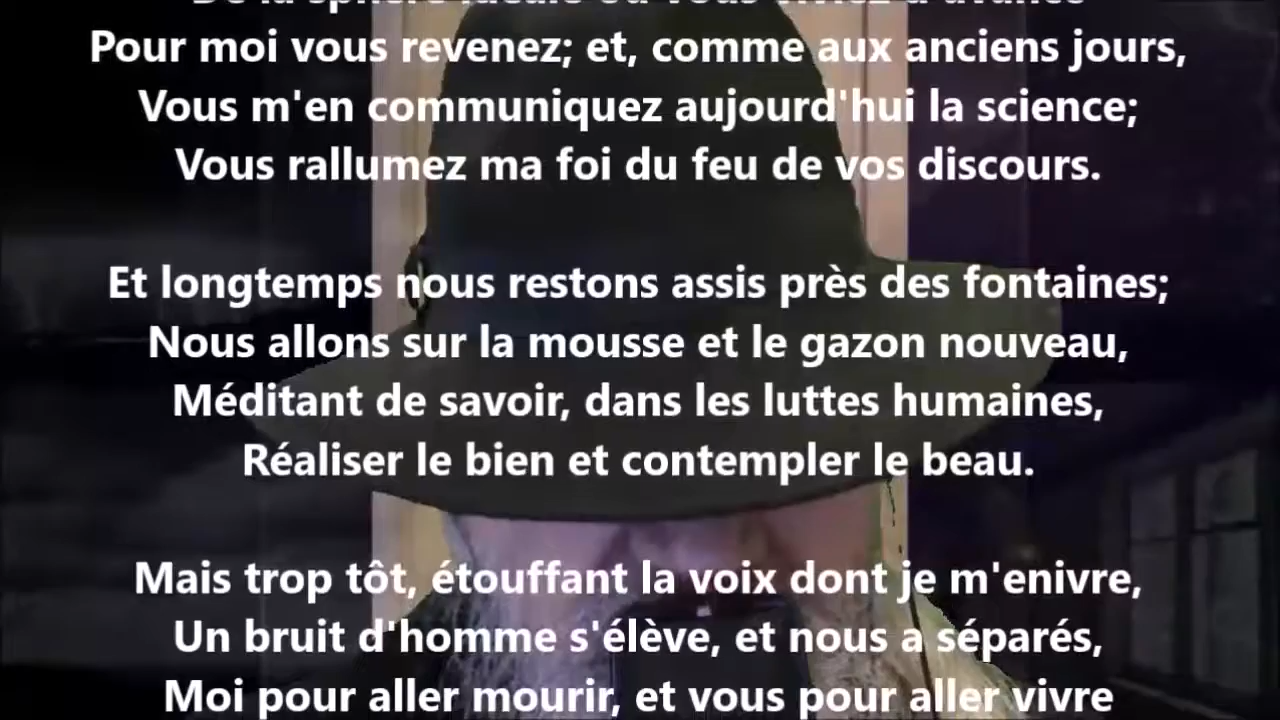 Pour moi vous revenez; et, comme aux anciens jours,
Vous m'en communiquez aujourd'hui la science;
Vous rallumez ma foi du feu de vos discours.
Et longtemps nous restons assis près des fontaines;
Nous allons sur la mousse et le gazon nouveau,
Méditant de savoir, dans les luttes humaines,
Réaliser le bien et contempler le beau.
Mais trop tôt, étouffant la voix dont je m'enivre,
Un bruit d'homme s'élève, et nous a séparés,
Moi pour aller mourir, et vous pour aller vivre